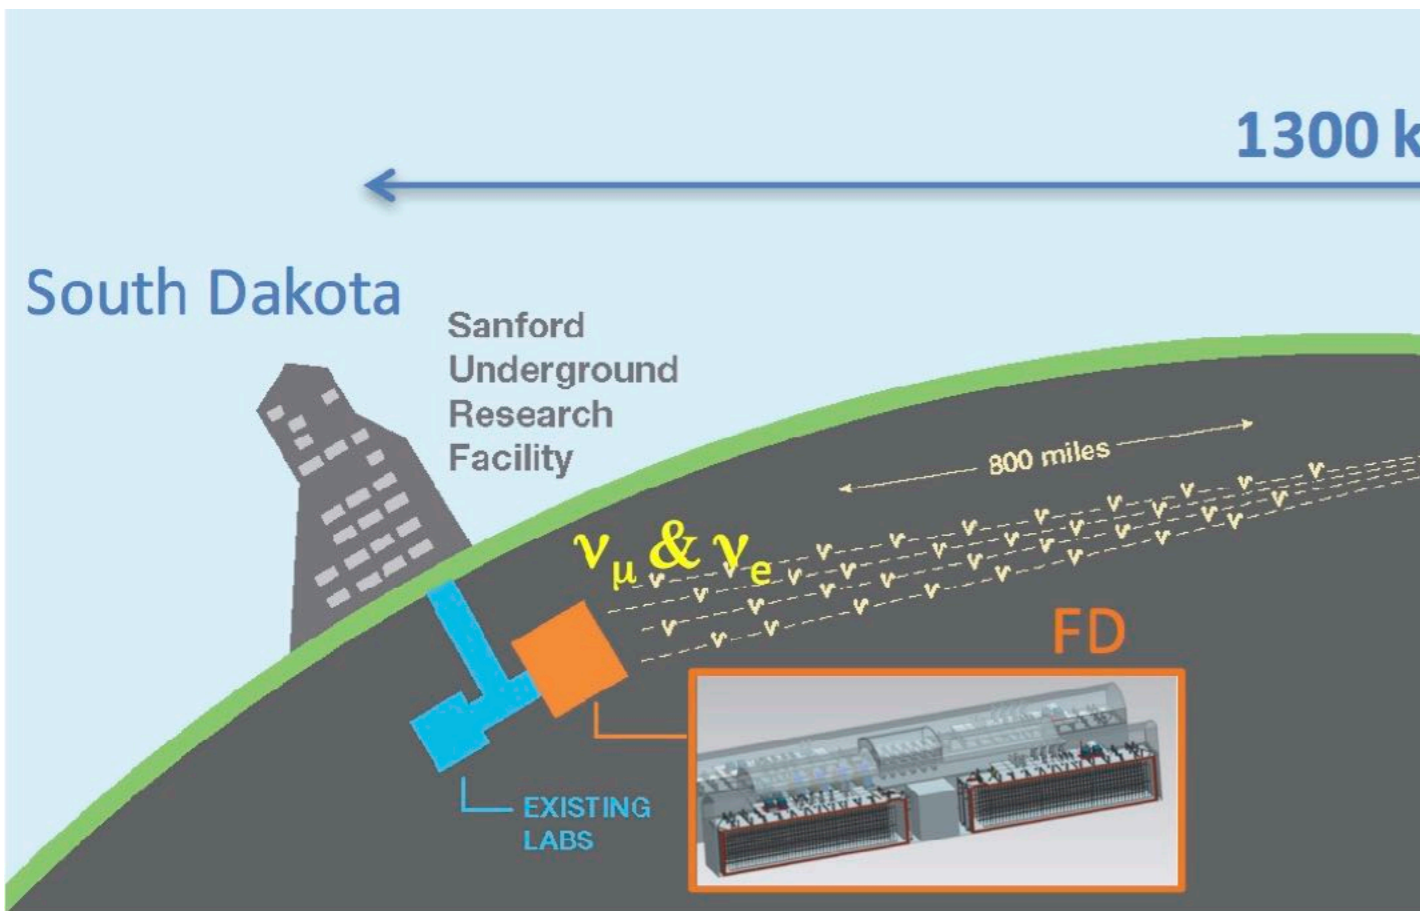 1300 k
South Dakota
Sanford
Underground
Research
Facility
800 miles
νμ & νe
FD
EXISTING
LABS